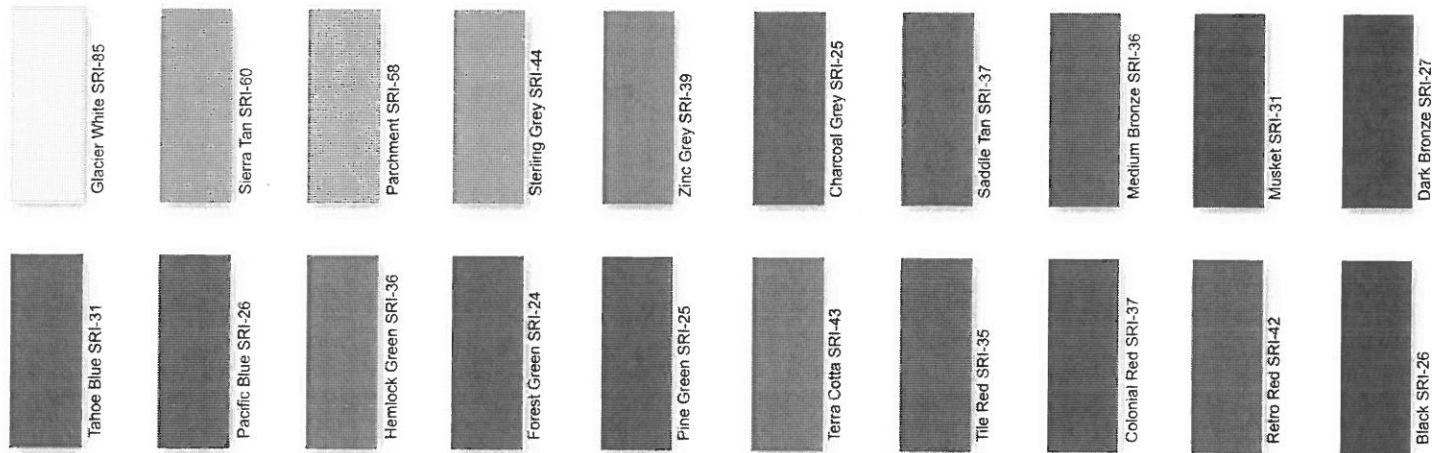 Tahoe Blue SRI-31
Glacier White SRI-85
Pacific Blue SRI-26
Sierra Tan SRI-60
Hemlock Green SRI-36
Parchment SRI-58
Forest Green SRI-24
Sterling Grey SRI-44
Pine Green SRI-25
Zinc Grey SRI-39
Terra Cotta SRI-43
Charcoal Grey SRI-25
Tile Red SRI-35
Saddle Tan SRI-37
Colonial Red SRI-37
Medium Bronze SRI-36
Retro Red SRI-42
Musket SRI-31
Black SRI-26
Dark Bronze SRI-27